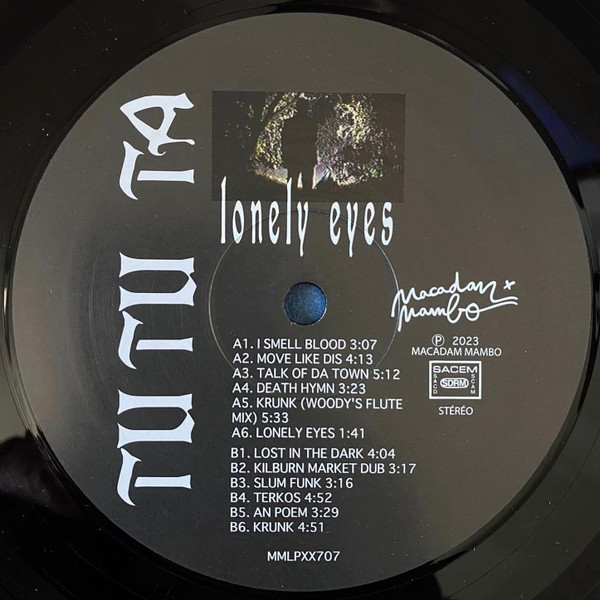 TU TU TA
lonely eyes
Macadam
Mambo
Ⓟ 2023
MACADAM MAMBO
SACEM
SACD SDRM SCAM
STÉRÉO
A1. I SMELL BLOOD 3:07
A2. MOVE LIKE DIS 4:13
A3. TALK OF DA TOWN 5:12
A4. DEATH HYMN 3:23
A5. KRUNK (WOODY'S FLUTE
MIX) 5:33
A6. LONELY EYES 1:41
B1. LOST IN THE DARK 4:04
B2. KILBURN MARKET DUB 3:17
B3. SLUM FUNK 3:16
B4. TERKOS 4:52
B5. AN POEM 3:29
B6. KRUNK 4:51
MMLPXX707